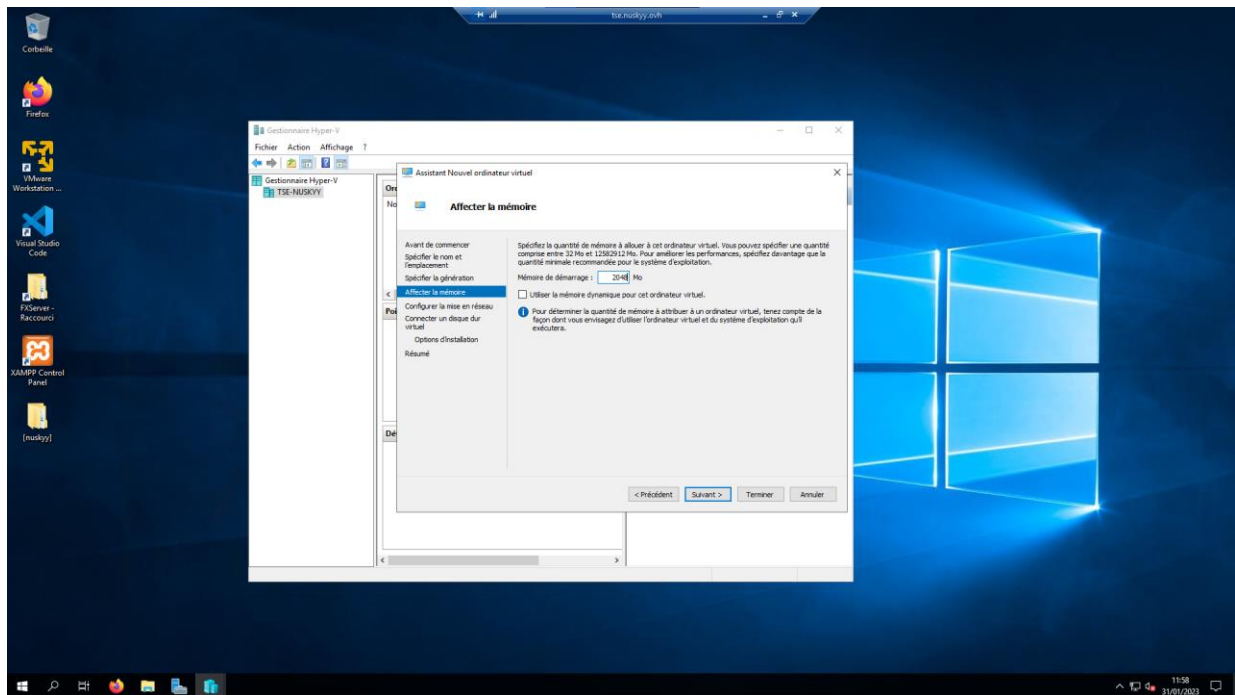 tse.nuskyy.ovh
Corbeille
Firefox
VMware
Workstation ...
Visual Studio
Code
FXServer -
Raccourci
XAMPP Control
Panel
[nuskyy]
Gestionnaire Hyper-V
Fichier Action Affichage ?
Gestionnaire Hyper-V
TSE-NUSKYY
Assistant Nouvel ordinateur virtuel
Affecter la mémoire
Avant de commencer
Spécifier le nom et
l'emplacement
Spécifier la génération
Affecter la mémoire
Configurer la mise en réseau
Connecter un disque dur
virtuel
Options d'installation
Résumé
Spécifiez la quantité de mémoire à allouer à cet ordinateur virtuel. Vous pouvez spécifier une quantité
comprise entre 32 Mo et 12582912 Mo. Pour améliorer les performances, spécifiez davantage que la
quantité minimale recommandée pour le système d'exploitation.
Mémoire de démarrage : 2048 Mo
Utiliser la mémoire dynamique pour cet ordinateur virtuel.
Pour déterminer la quantité de mémoire à attribuer à un ordinateur virtuel, tenez compte de la
façon dont vous envisagez d'utiliser l'ordinateur virtuel et du système d'exploitation qu'il
exécutera.
< Précédent Suivant > Terminer Annuler
11:58
31/01/2023